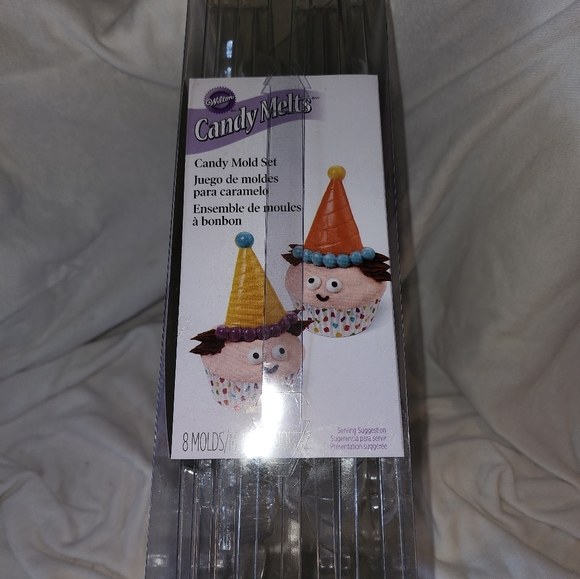 Wilton
Candy Melts
Candy Mold Set
Juego de moldes
para caramelo
Ensemble de moules
à bonbon
8 MOLDS/
Serving Suggestion
Sugerencia para servir
Présentation suggérée